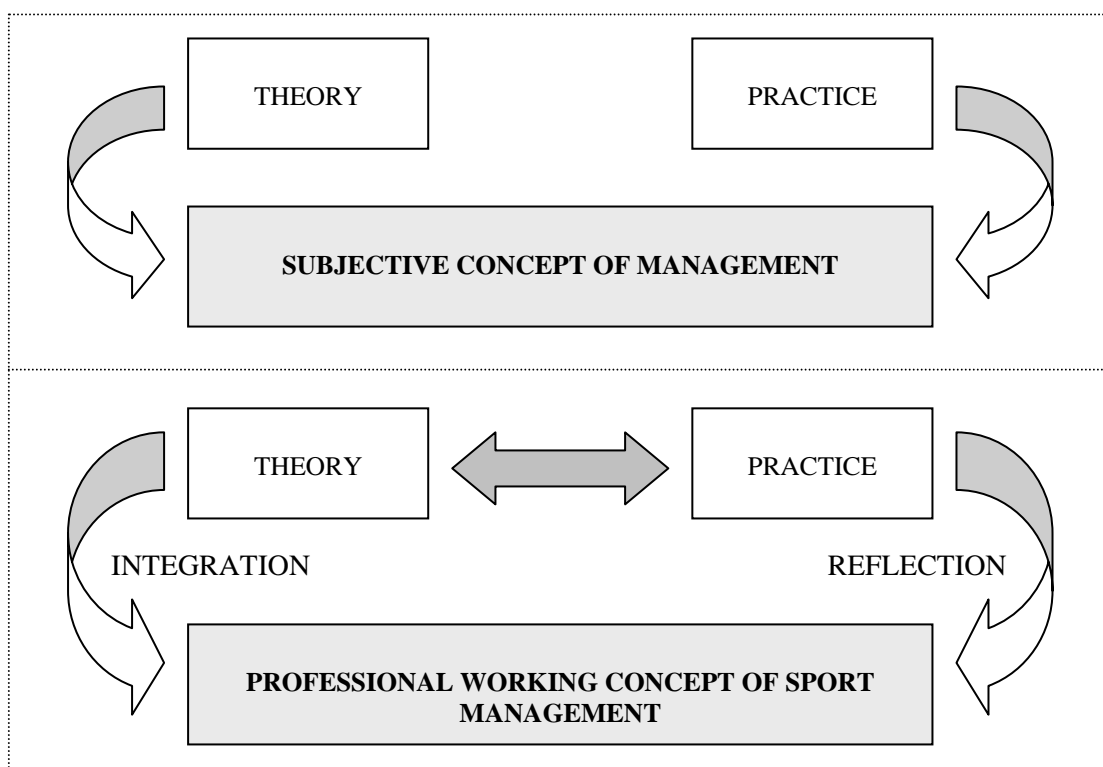 THEORY
PRACTICE
SUBJECTIVE CONCEPT OF MANAGEMENT
THEORY
PRACTICE
INTEGRATION
REFLECTION
PROFESSIONAL WORKING CONCEPT OF SPORT
MANAGEMENT